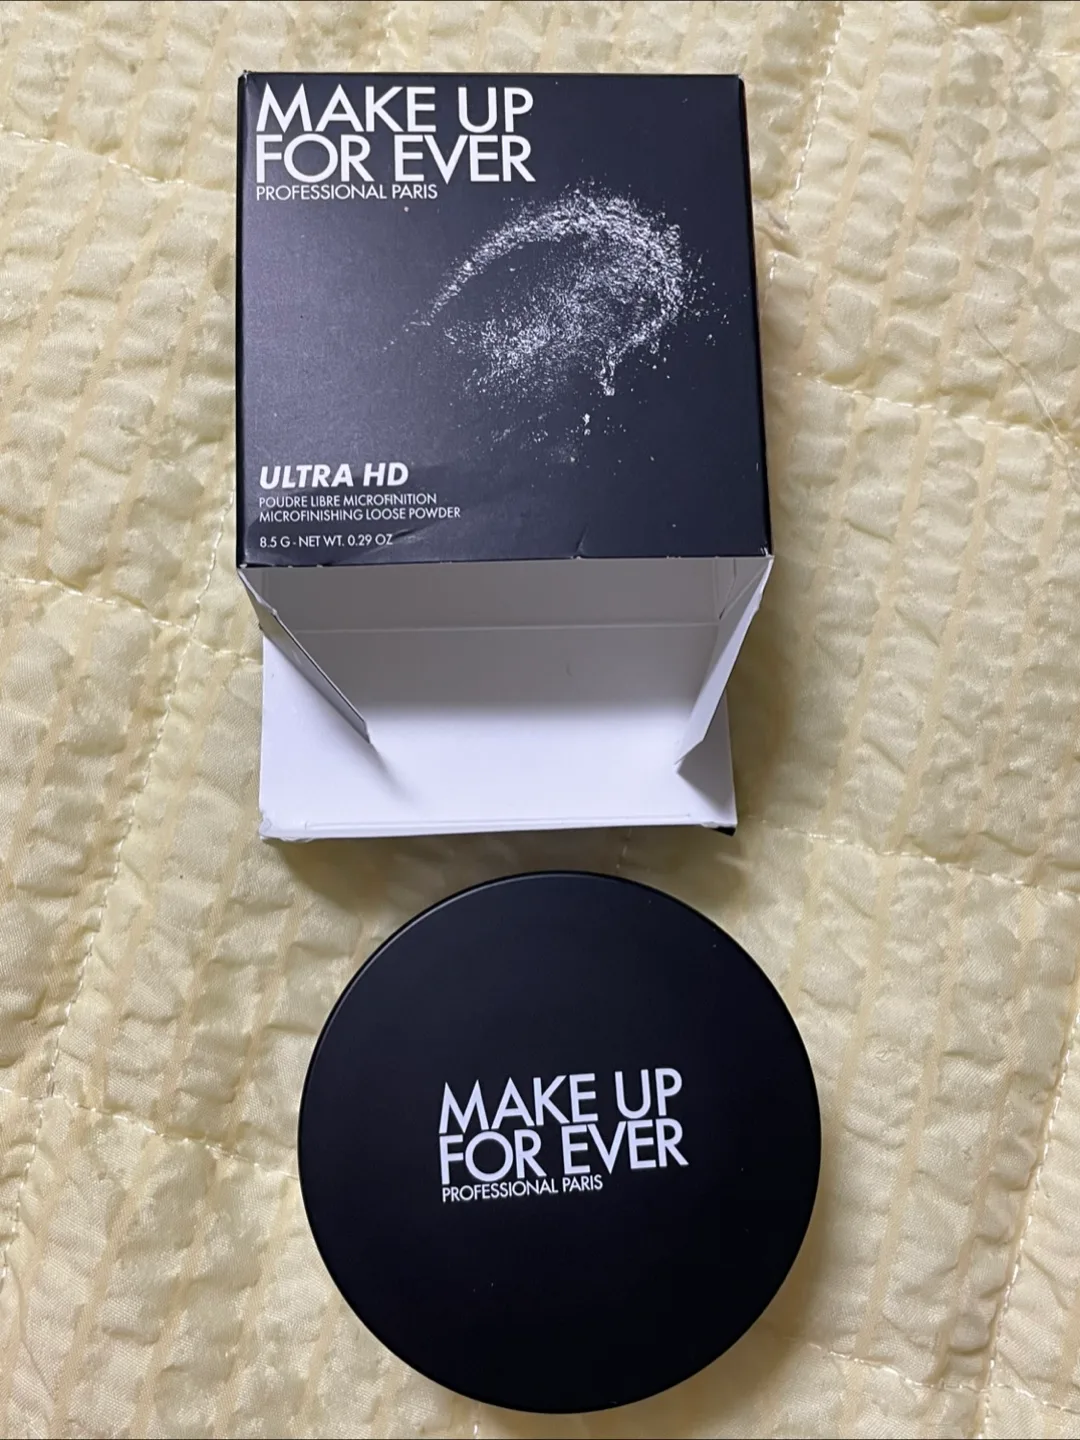 MAKE UP
FOR EVER
PROFESSIONAL PARIS
ULTRA HD
POUDRE LIBRE MICROFINITION
MICROFINISHING LOOSE POWDER
8.5 G - NET WT. 0.29 OZ
MAKE UP
FOR EVER
PROFESSIONAL PARIS